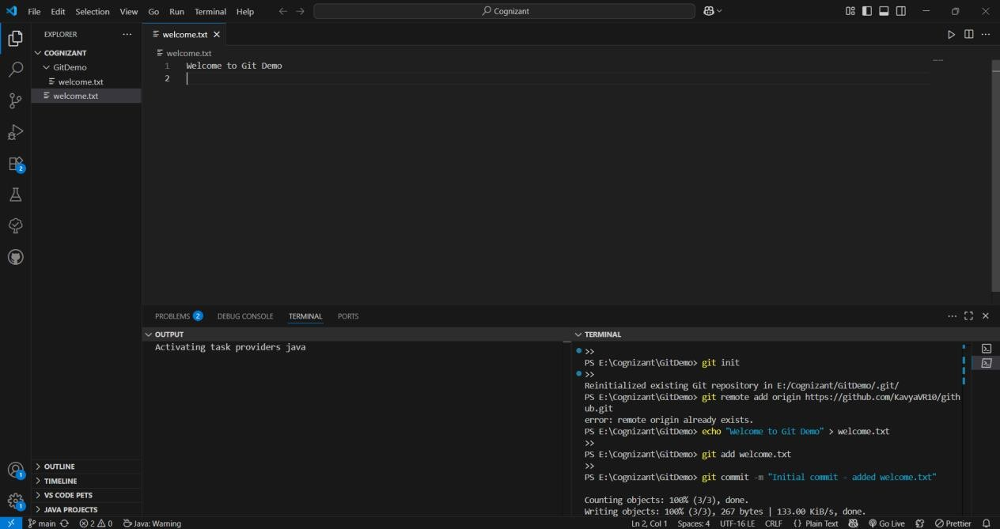 File Edit Selection View Go Run Terminal Help
Cognizant
EXPLORER
COGNIZANT
GitDemo
welcome.txt
welcome.txt
OUTLINE
TIMELINE
VS CODE PETS
JAVA PROJECTS
welcome.txt
welcome.txt
1 Welcome to Git Demo
2
PROBLEMS 2 DEBUG CONSOLE TERMINAL PORTS
OUTPUT
Activating task providers java
TERMINAL
>>
PS E:\Cognizant\GitDemo> git init
>>
Reinitialized existing Git repository in E:/Cognizant/GitDemo/.git/
PS E:\Cognizant\GitDemo> git remote add origin https://github.com/KavyaVR10/gith
ub.git
error: remote origin already exists.
PS E:\Cognizant\GitDemo> echo "Welcome to Git Demo" > welcome.txt
>>
PS E:\Cognizant\GitDemo> git add welcome.txt
>>
PS E:\Cognizant\GitDemo> git commit -m "Initial commit - added welcome.txt"
Counting objects: 100% (3/3), done.
Writing objects: 100% (3/3), 267 bytes | 133.00 KiB/s, done.
2
1
1
main 2 0 Java: Warning Ln 2, Col 1 Spaces: 4 UTF-16 LE CRLF {} Plain Text Go Live Prettier